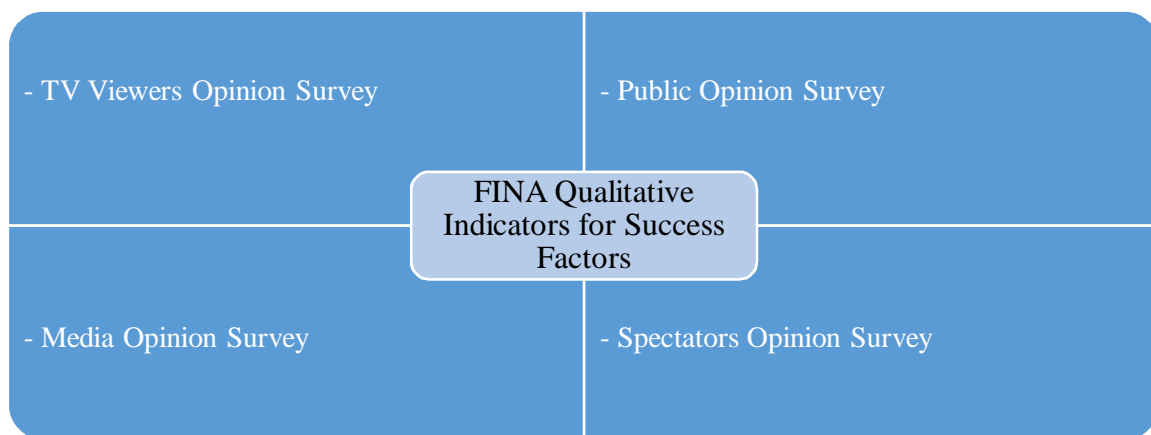 - TV Viewers Opinion Survey
- Public Opinion Survey
FINA Qualitative
Indicators for Success
Factors
- Media Opinion Survey
- Spectators Opinion Survey